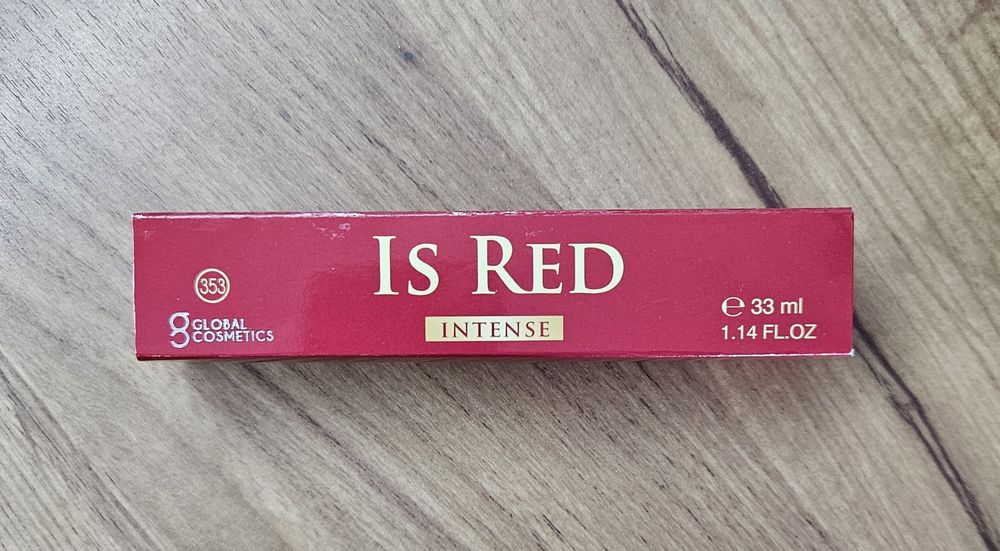 353
GLOBAL
COSMETICS
IS RED
INTENSE
℮ 33 ml
1.14 FL.OZ